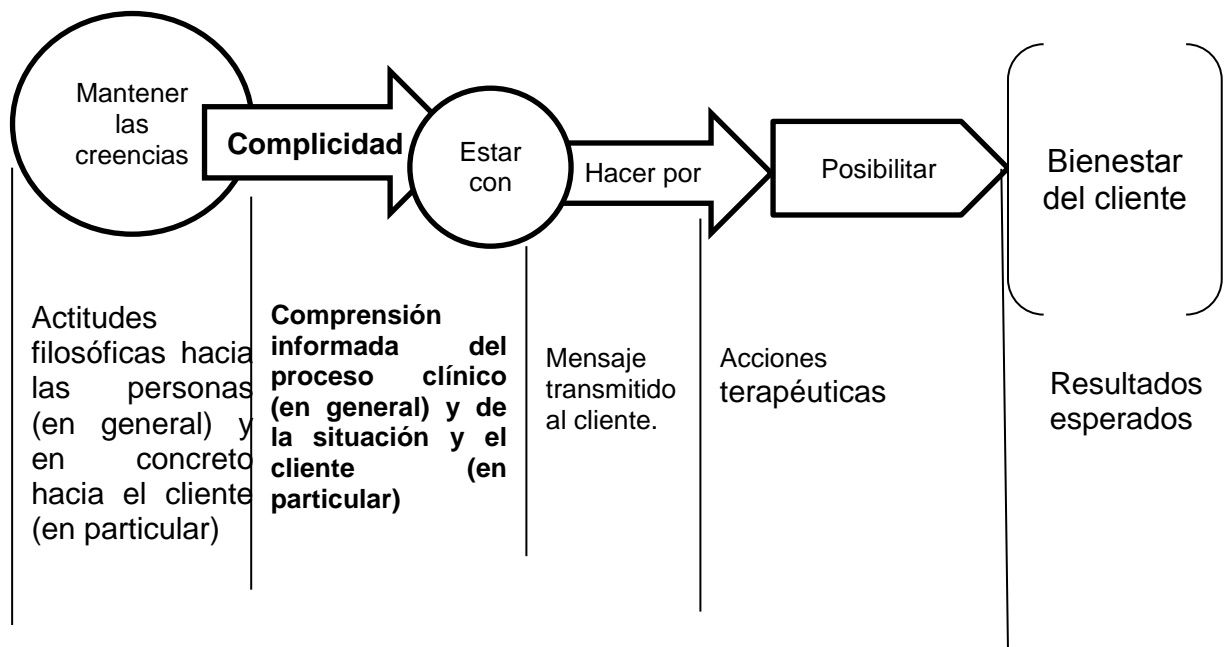 Mantener
las
creencias
Complicidad
Estar
con
Hacer por
Posibilitar
Bienestar
del cliente
Actitudes
filosóficas hacia
las personas
(en general) y
en concreto
hacia el cliente
(en particular)
Comprensión
informada del
proceso clínico
(en general) y de
la situación y el
cliente (en
particular)
Mensaje
transmitido
al cliente.
Acciones
terapéuticas
Resultados
esperados